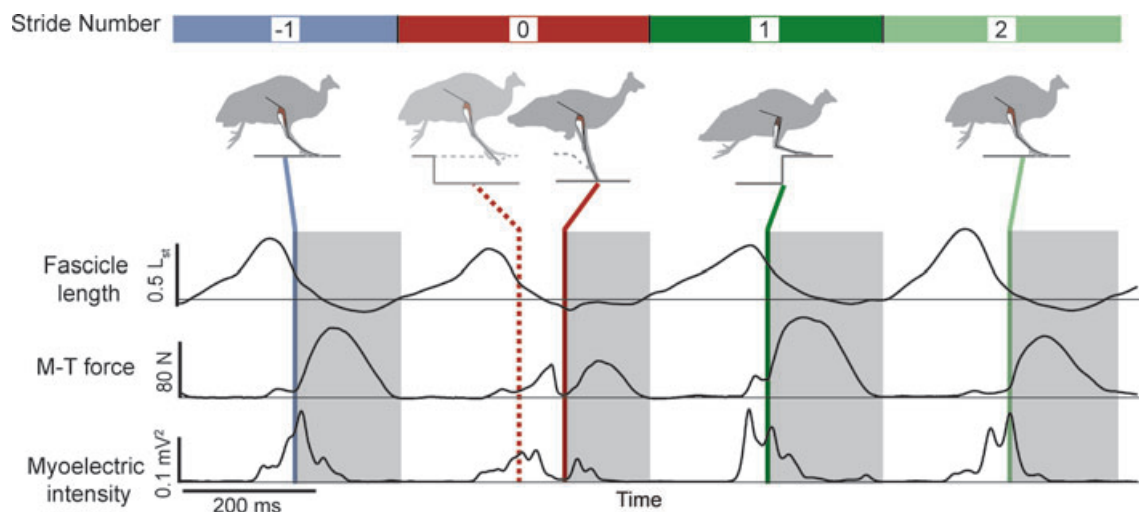 Stride Number -1 0 1 2
Fascicle
length
0.5 Lst
M-T force
80 N
Myoelectric
intensity
0.1 mV²
200 ms
Time